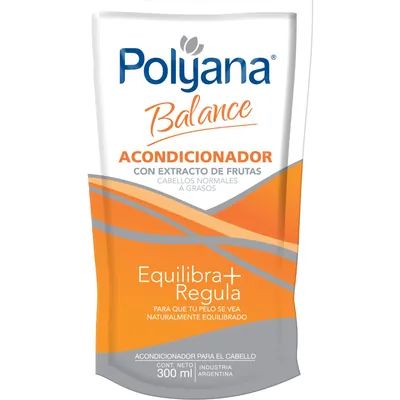 Polyana®
Balance
ACONDICIONADOR
CON EXTRACTO DE FRUTAS
CABELLOS NORMALES
A GRASOS
Equilibra+
Regula
PARA QUE TU PELO SE VEA
NATURALMENTE EQUILIBRADO
ACONDICIONADOR PARA EL CABELLO
CONT. NETO
300 ml
INDUSTRIA
ARGENTINA